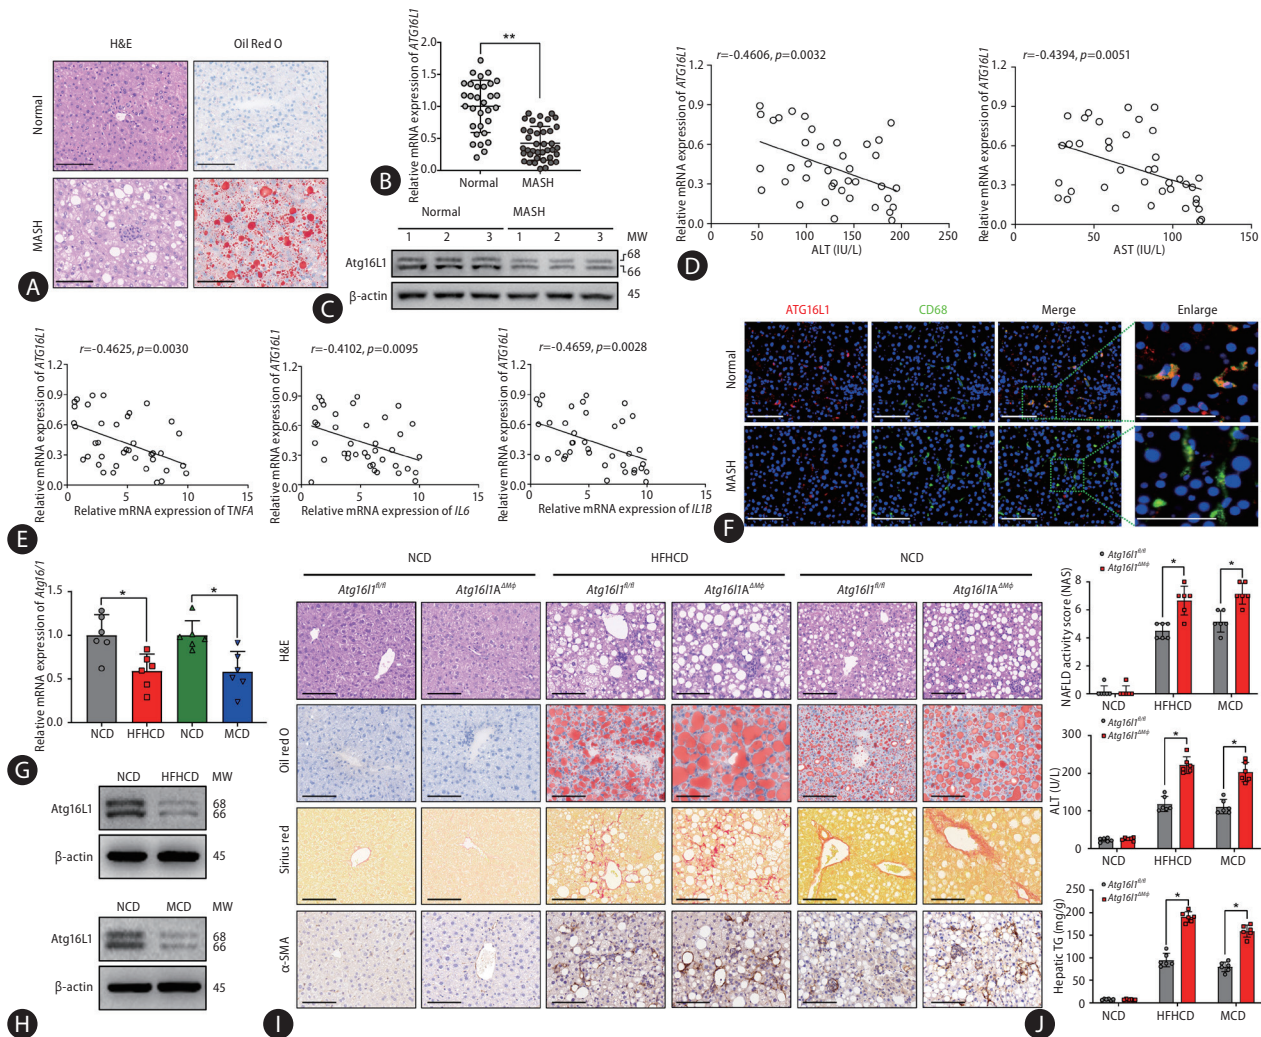 H&E Oil Red O
Normal
MASH
A
Relative mRNA expression of ATG16L1
2.0
1.5
1.0
0.5
0.0
**
Normal MASH
B
Normal MASH
1 2 3 1 2 3 MW
Atg16L1 68
66
β-actin 45
C
Relative mRNA expression of ATG16L1
r=-0.4606, p=0.0032
1.2
0.9
0.6
0.3
0.0
0 50 100 150 200 250
ALT (IU/L)
Relative mRNA expression of ATG16L1
r=-0.4394, p=0.0051
1.2
0.9
0.6
0.3
0.0
0 50 100 150
AST (IU/L)
D
Relative mRNA expression of ATG16L1
r=-0.4625, p=0.0030
1.2
0.9
0.6
0.3
0.0
0 5 10 15
Relative mRNA expression of TNFA
Relative mRNA expression of ATG16L1
r=-0.4102, p=0.0095
1.2
0.9
0.6
0.3
0.0
0 5 10 15
Relative mRNA expression of IL6
Relative mRNA expression of ATG16L1
r=-0.4659, p=0.0028
1.2
0.9
0.6
0.3
0.0
0 5 10 15
Relative mRNA expression of IL1B
E
ATG16L1 CD68 Merge Enlarge
Normal
MASH
F
Relative mRNA expression of Atg16l1
1.5
1.0
0.5
0.0
* *
NCD HFHCD NCD MCD
G
NCD HFHCD MW
Atg16L1 68
66
β-actin 45
NCD MCD MW
Atg16L1 68
66
β-actin 45
H
NCD HFHCD NCD
Atg16l1fl/fl Atg16l1AΔMϕ Atg16l1fl/fl Atg16l1AΔMϕ Atg16l1fl/fl Atg16l1AΔMϕ
H&E
Oil red O
Sirius red
α-SMA
I
Atg16l1fl/fl
Atg16l1ΔMϕ
NAFLD activity score (NAS)
8
6
4
2
0
* *
NCD HFHCD MCD
Atg16l1fl/fl
Atg16l1ΔMϕ
ALT (U/L)
300
200
100
0
* *
NCD HFHCD MCD
Atg16l1fl/fl
Atg16l1ΔMϕ
Hepatic TG (mg/g)
250
200
150
100
50
0
* *
NCD HFHCD MCD
J